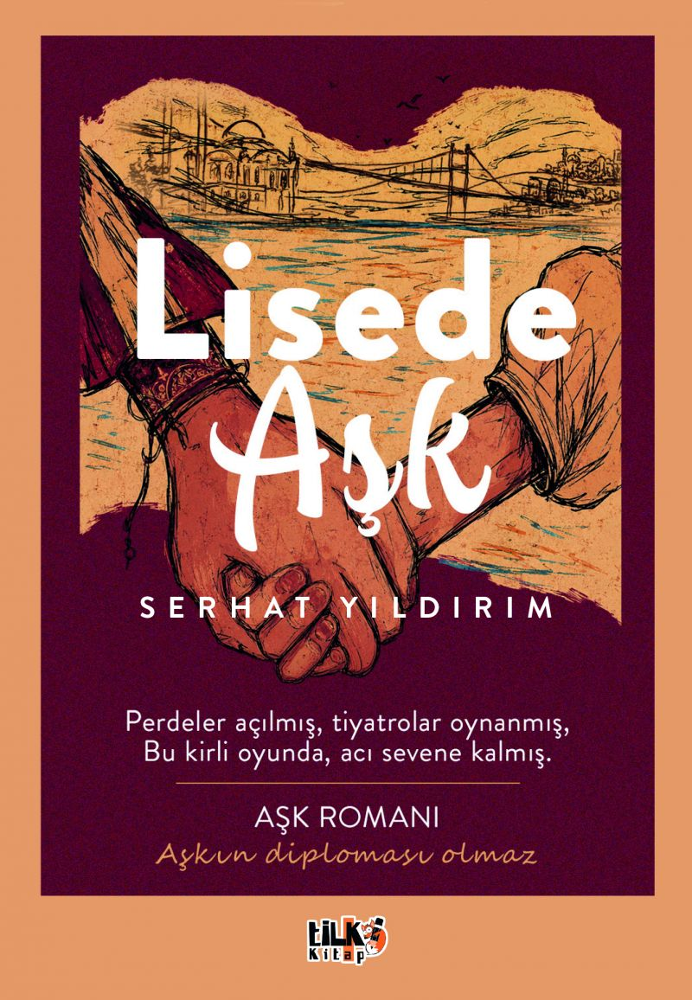 Lisede
Aşk
SERHAT YILDIRIM
Perdeler açılmış, tiyatrolar oynanmış,
Bu kirli oyunda, acı sevene kalmış.
AŞK ROMANI
Aşkın diploması olmaz
tiLKi
Kitap